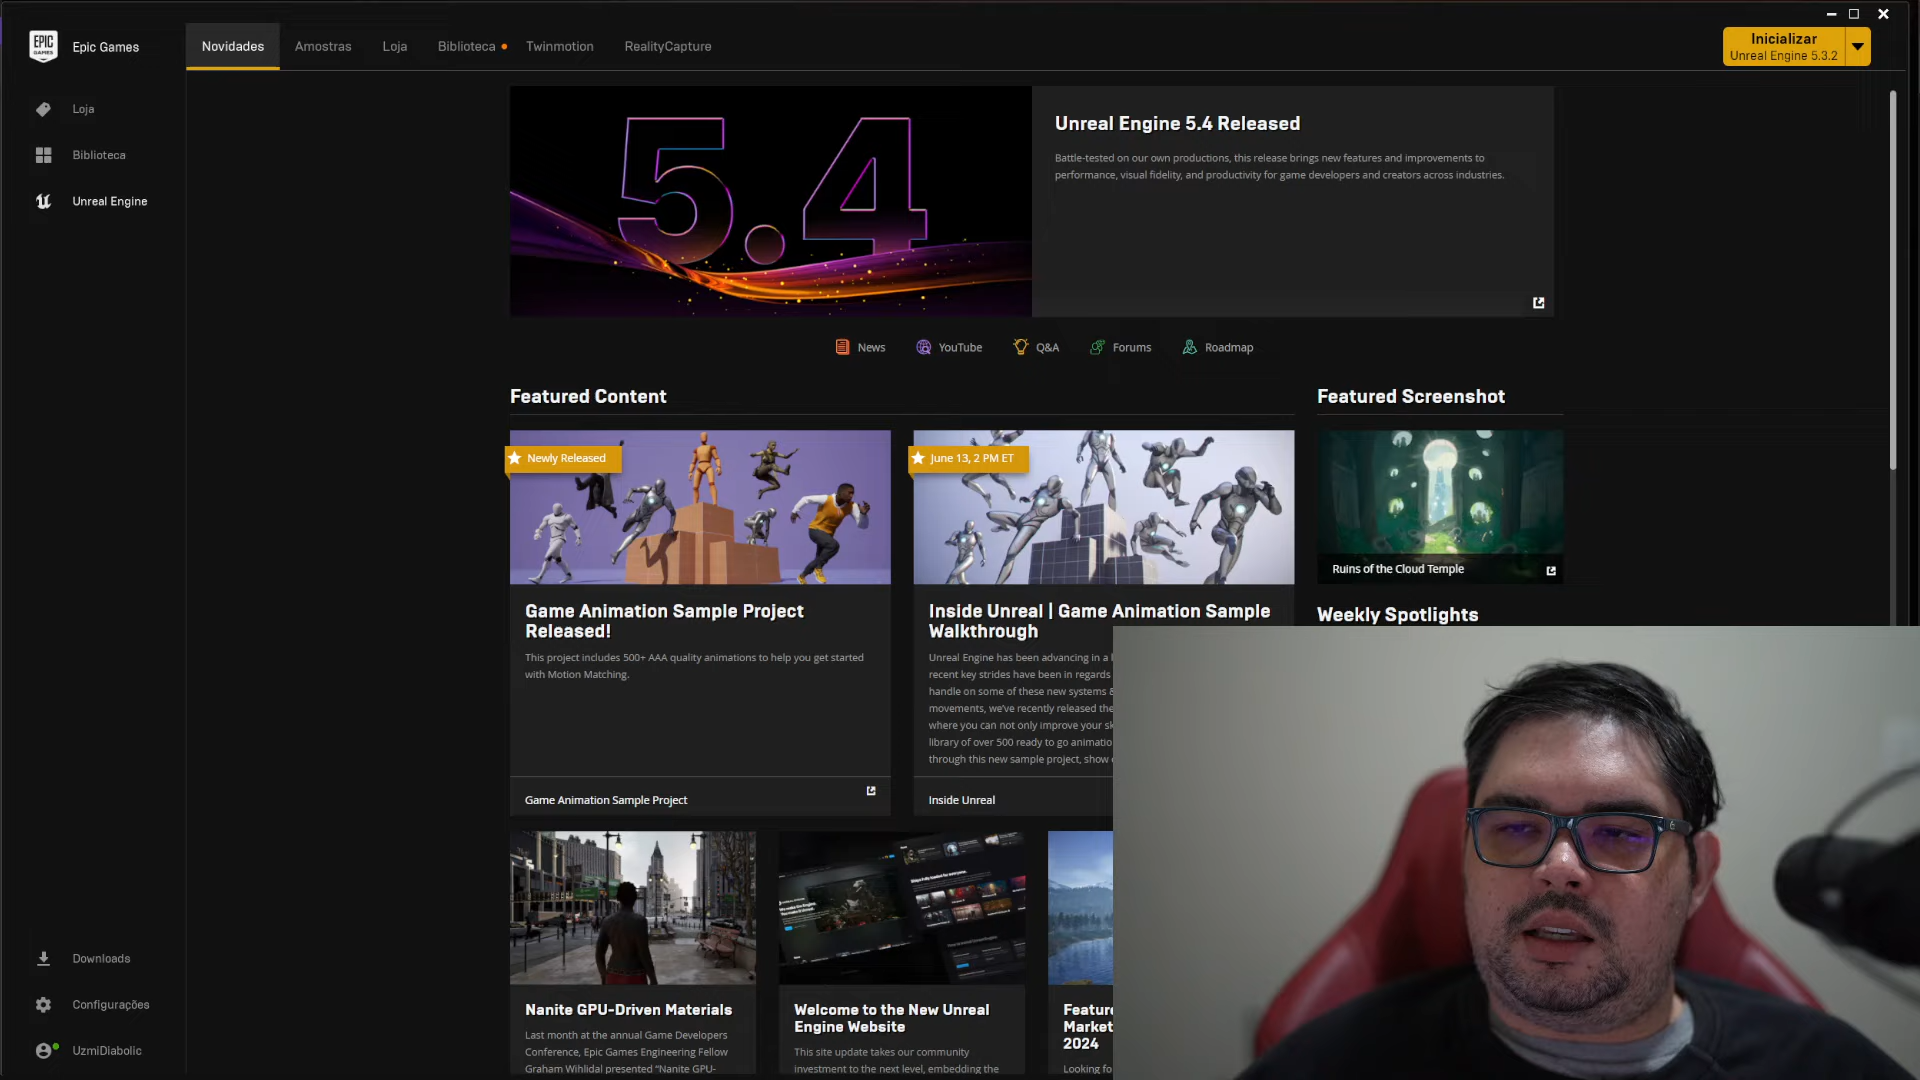 EPIC GAMES
Epic Games
Novidades
Amostras
Loja
Biblioteca
Twinmotion
RealityCapture
Inicializar
Unreal Engine 5.3.2
Loja
Biblioteca
Unreal Engine
5.4
Unreal Engine 5.4 Released
Battle-tested on our own productions, this release brings new features and improvements to
performance, visual fidelity, and productivity for game developers and creators across industries.
News
YouTube
Q&A
Forums
Roadmap
Featured Content
Featured Screenshot
Newly Released
June 13, 2 PM ET
Ruins of the Cloud Temple
Game Animation Sample Project
Released!
This project includes 500+ AAA quality animations to help you get started
with Motion Matching.
Game Animation Sample Project
Inside Unreal | Game Animation Sample
Walkthrough
Unreal Engine has been advancing in a
recent key strides have been in regards
handle on some of these new systems &
movements, we've recently released the
where you can not only improve your
library of over 500 ready to go
through this new sample project, show
Inside Unreal
Weekly Spotlights
Nanite GPU-Driven Materials
Last month at the annual Game Developers
Conference, Epic Games Engineering Fellow
Graham Wihlidal presented "Nanite GPU-
Welcome to the New Unreal
Engine Website
This site update takes our community
investment to the next level, embedding the
2024
Looking
Downloads
Configurações
UzmiDiabolic